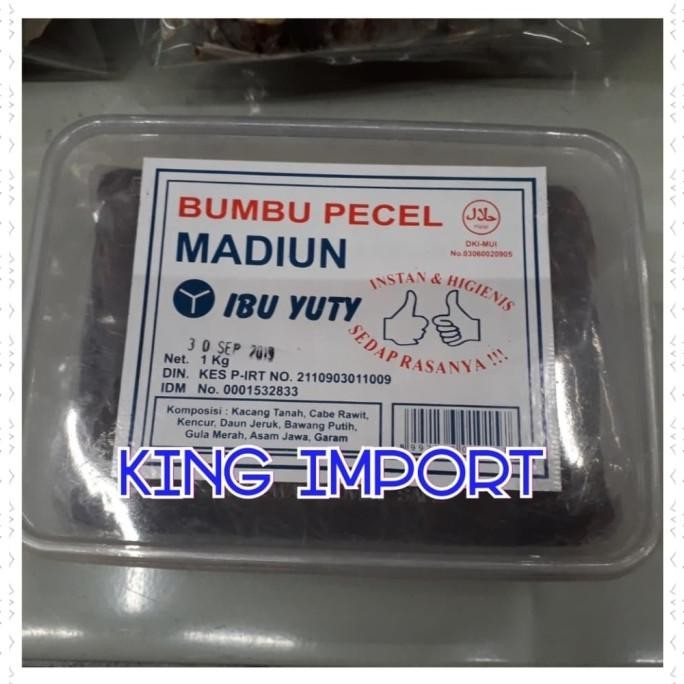 BUMBU PECEL
MADIUN
IBU YUTY
حلال
Halal
DKI-MUI
No.03060020905
INSTAN & HIGIENIS
SEDAP RASANYA !!!
30 SEP 2019
Net. 1 Kg
DIN. KES P-IRT NO. 2110903011009
IDM No. 0001532833
Komposisi : Kacang Tanah, Cabe Rawit,
Kencur, Daun Jeruk, Bawang Putih,
Gula Merah, Asam Jawa, Garam
KING IMPORT